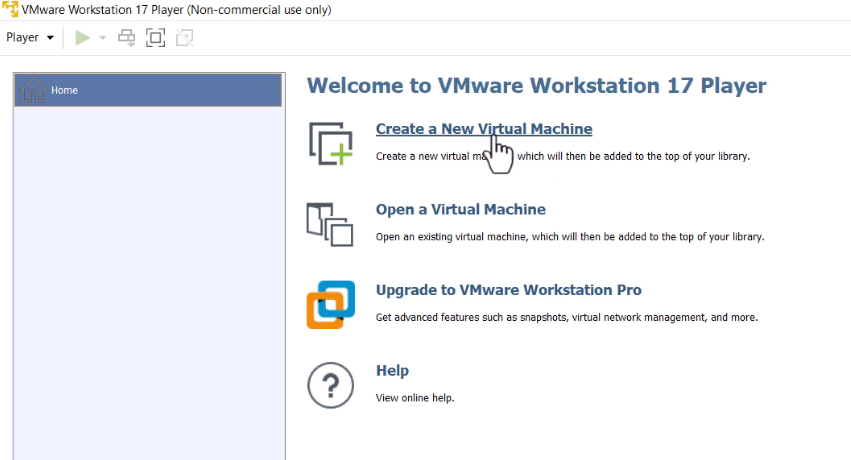 VMware Workstation 17 Player (Non-commercial use only)
Player
Home
Welcome to VMware Workstation 17 Player
Create a New Virtual Machine
Create a new virtual which will then be added to the top of your library.
Open a Virtual Machine
Open an existing virtual machine, which will then be added to the top of your library.
Upgrade to VMware Workstation Pro
Get advanced features such as snapshots, virtual network management, and more.
Help
View online help.